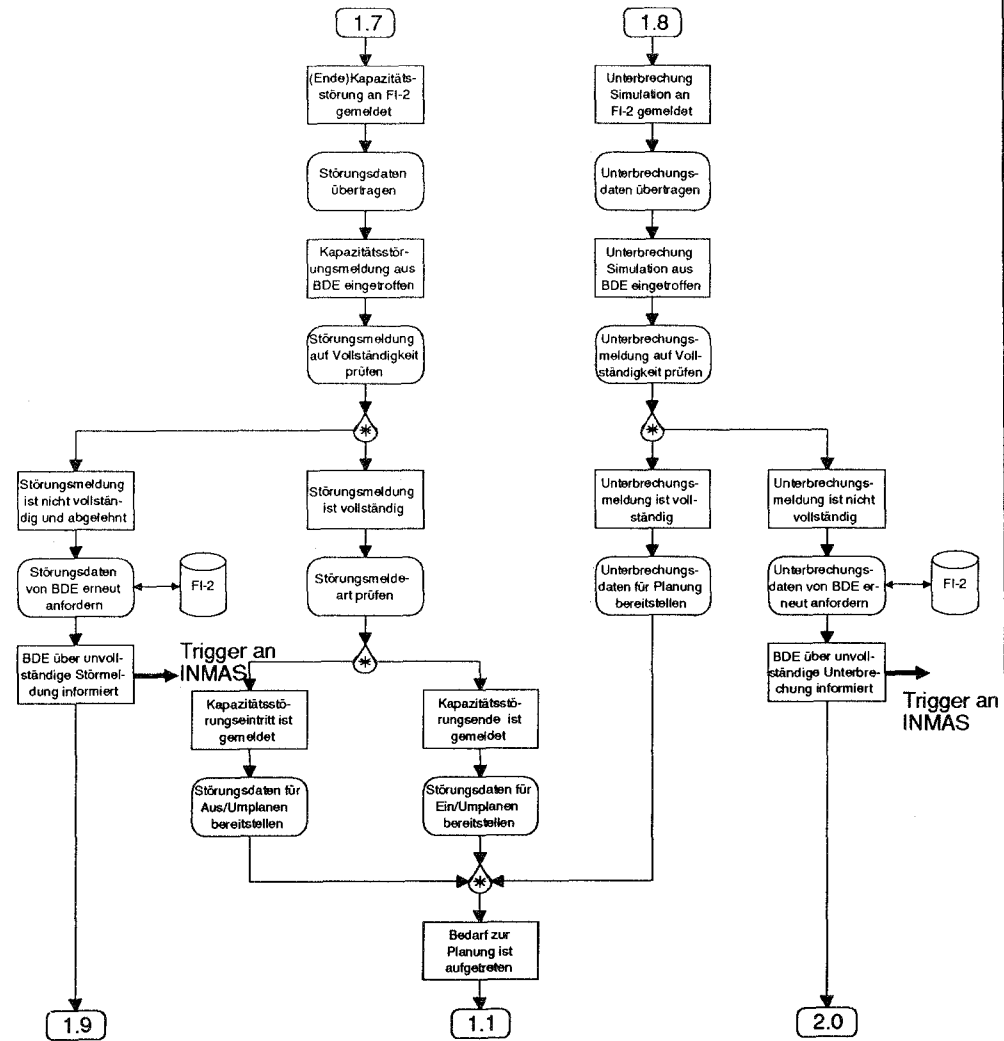 1.7
1.8
(Ende)Kapazitäts-
störung an FI-2
gemeldet
Unterbrechung
Simulation an
FI-2 gemeldet
Störungsdaten
übertragen
Unterbrechungs-
daten übertragen
Kapazitätsstör-
ungsmeldung aus
BDE eingetroffen
Unterbrechung
Simulation aus
BDE eingetroffen
Störungsmeldung
auf Vollständigkeit
prüfen
Unterbrechungs-
meldung auf Voll-
ständigkeit prüfen
Störungsmeldung
ist nicht vollstän-
dig und abgelehnt
Störungsmeldung
ist vollständig
Unterbrechungs-
meldung ist voll-
ständig
Unterbrechungs-
meldung ist nicht
vollständig
Störungsdaten
von BDE erneut
anfordern
FI-2
Störungsmelde-
art prüfen
Unterbrechungs-
daten für Planung
bereitstellen
Unterbrechungs-
daten von BDE er-
neut anfordern
FI-2
BDE über unvoll-
ständige Störmel-
dung informiert
Trigger an
INMAS
BDE über unvoll-
ständige Unterbre-
chung informiert
Trigger an
INMAS
Kapazitätsstö-
rungseintritt ist
gemeldet
Kapazitätsstö-
rungsende ist
gemeldet
Störungsdaten für
Aus/Umplanen
bereitstellen
Störungsdaten für
Ein/Umplanen
bereitstellen
Bedarf zur
Planung ist
aufgetreten
1.9
1.1
2.0